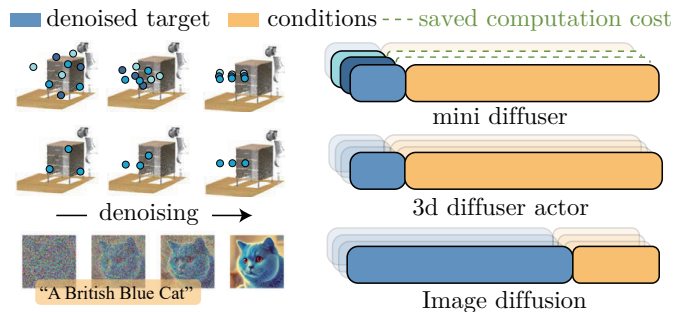 denoised target conditions saved computation cost
mini diffuser
3d diffuser actor
denoising
"A British Blue Cat"
Image diffusion